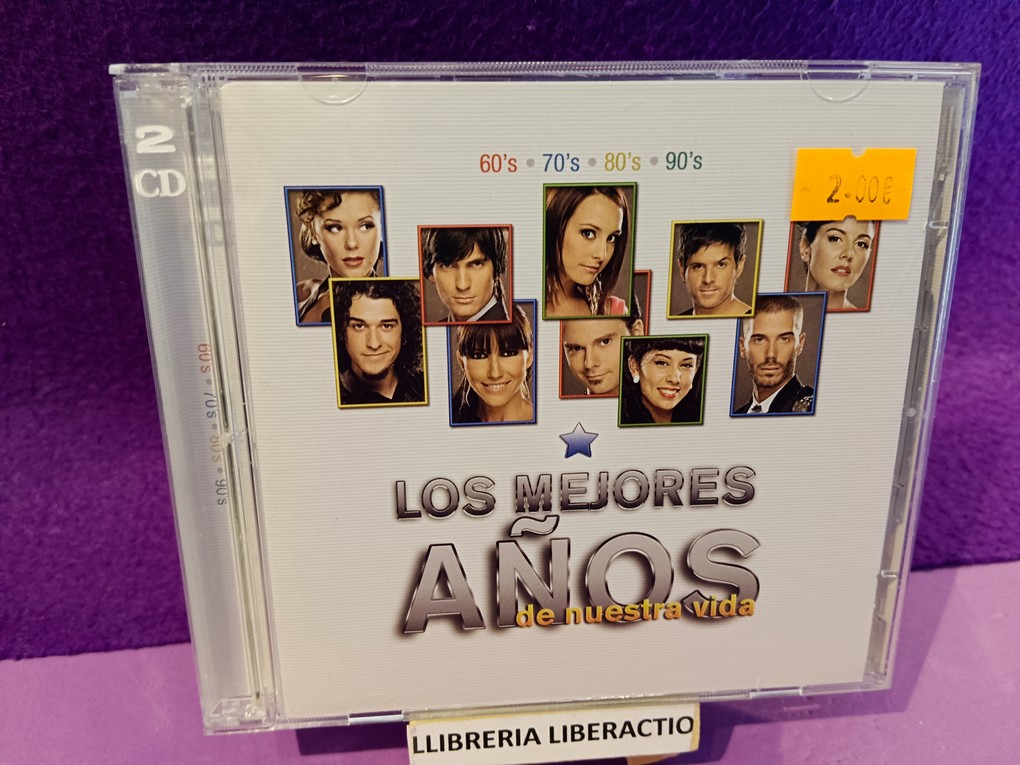 2
CD
60's • 70's • 80's • 90's
60's • 70's • 80's • 90's
2.00€
LOS MEJORES
AÑOS
de nuestra vida
LLIBRERIA LIBERACTIO